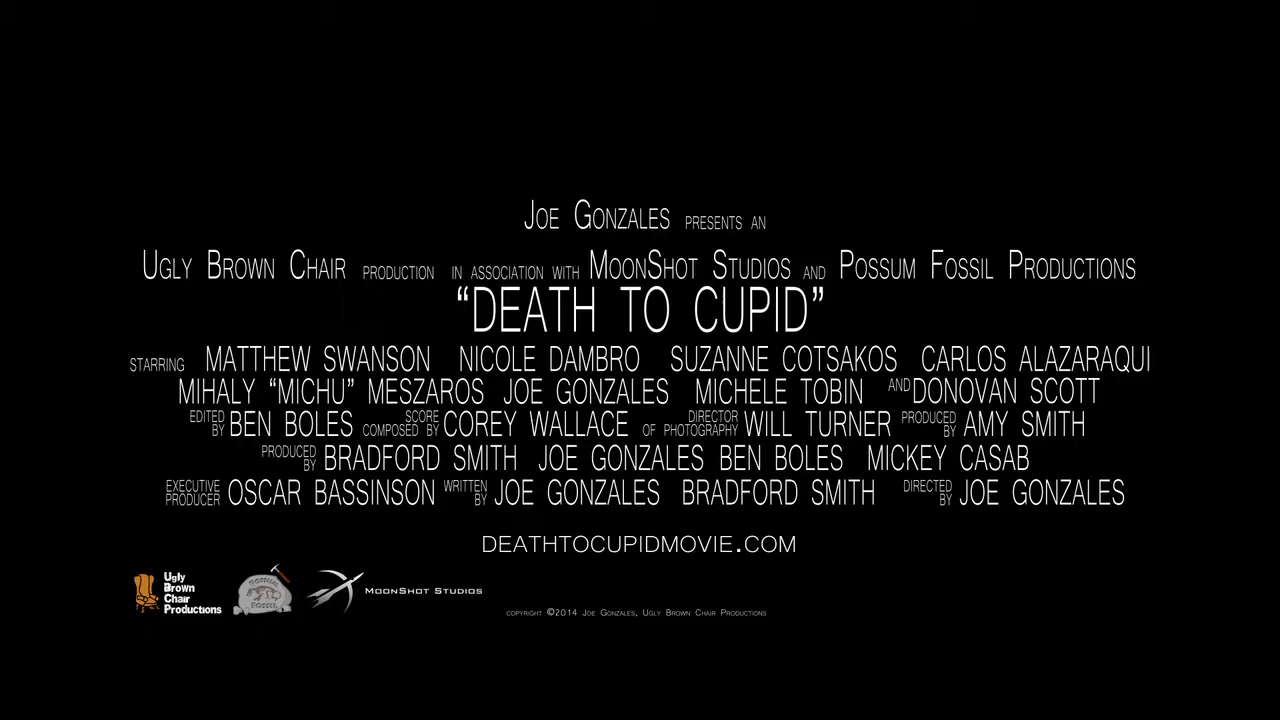 Joe Gonzales presents an
Ugly Brown Chair production in association with MoonShot Studios and Possum Fossil Productions
“DEATH TO CUPID”
STARRING MATTHEW SWANSON NICOLE DAMBRO SUZANNE COTSAKOS CARLOS ALAZARAQUI
MIHALY “MICHU” MESZAROS JOE GONZALES MICHELE TOBIN AND DONOVAN SCOTT
EDITED BY BEN BOLES SCORE COMPOSED BY COREY WALLACE DIRECTOR OF PHOTOGRAPHY WILL TURNER PRODUCED BY AMY SMITH
PRODUCED BY BRADFORD SMITH JOE GONZALES BEN BOLES MICKEY CASAB
EXECUTIVE PRODUCER OSCAR BASSINSON WRITTEN BY JOE GONZALES BRADFORD SMITH DIRECTED BY JOE GONZALES
DEATHTOCUPIDMOVIE.COM
Ugly
Brown
Chair
Productions
POSSUM
FOSSIL
MoonShot Studios
copyright ©2014 Joe Gonzales, Ugly Brown Chair Productions